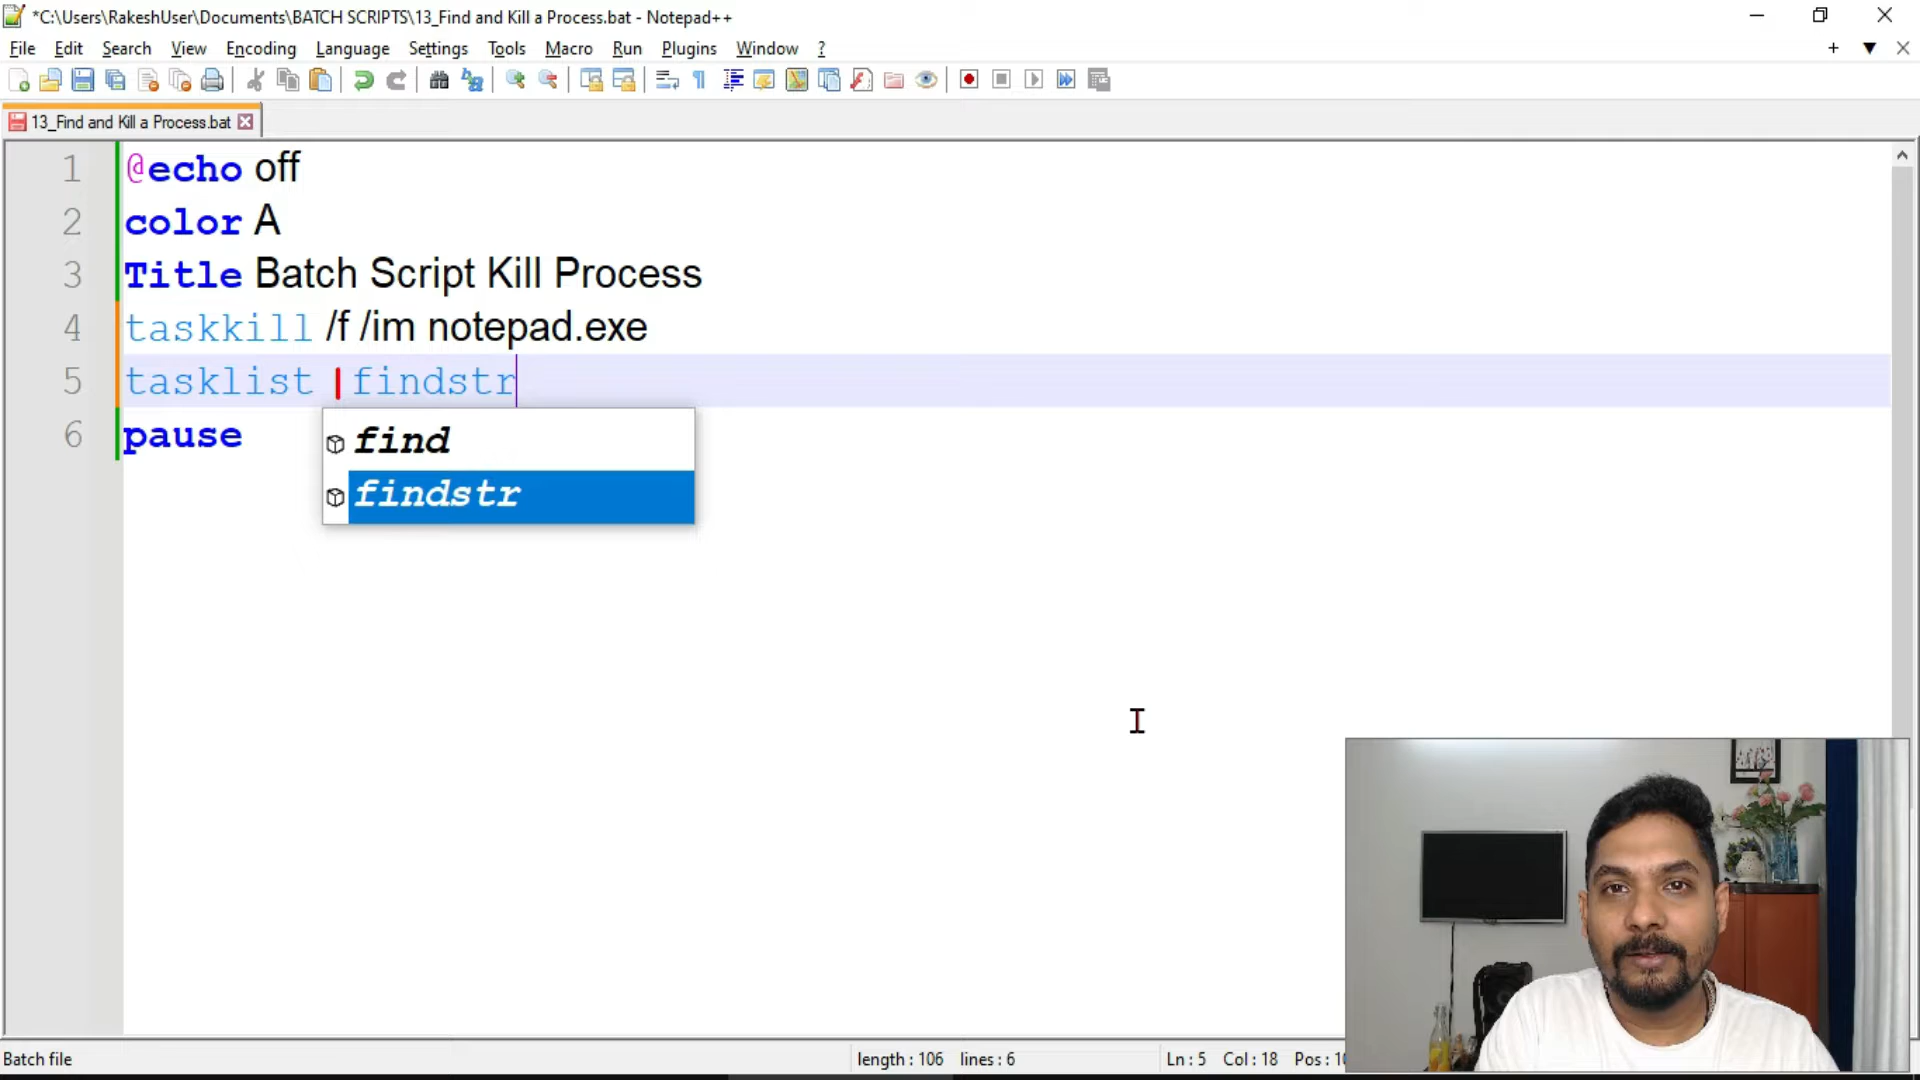 *C:\Users\RakeshUser\Documents\BATCH SCRIPTS\13_Find and Kill a Process.bat - Notepad++
File Edit Search View Encoding Language Settings Tools Macro Run Plugins Window ?
13_Find and Kill a Process.bat
1 @echo off
2 color A
3 Title Batch Script Kill Process
4 taskkill /f /im notepad.exe
5 tasklist |findstr
6 pause
find
findstr
Batch file length : 106 lines : 6 Ln : 5 Col : 18 Pos : 10